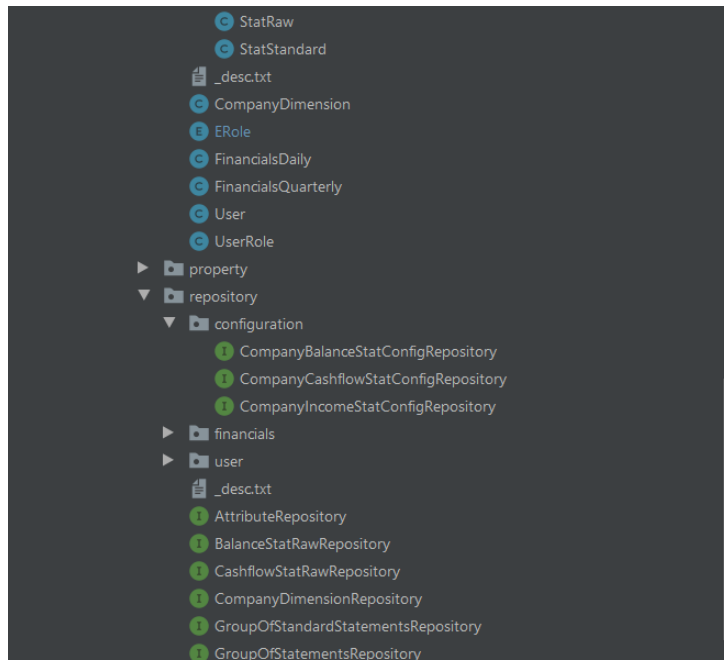 C StatRaw
C StatStandard
_desc.txt
C CompanyDimension
E ERole
C FinancialsDaily
C FinancialsQuarterly
C User
C UserRole
property
repository
configuration
I CompanyBalanceStatConfigRepository
I CompanyCashflowStatConfigRepository
I CompanyIncomeStatConfigRepository
financials
user
_desc.txt
I AttributeRepository
I BalanceStatRawRepository
I CashflowStatRawRepository
I CompanyDimensionRepository
I GroupOfStandardStatementsRepository
I GroupOfStatementsRepository